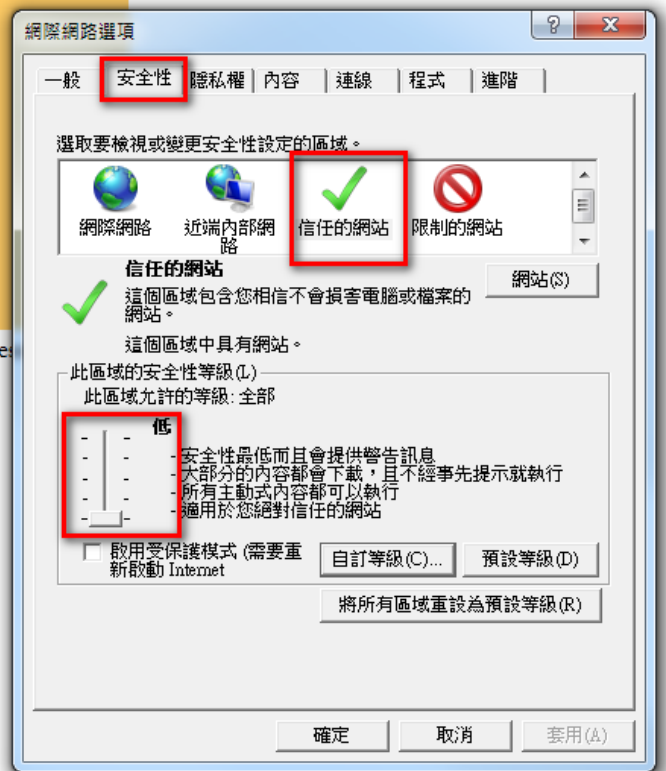 網際網路選項
一般 安全性 隱私權 內容 連線 程式 進階
選取要檢視或變更安全性設定的區域。
網際網路 近端內部網路 信任的網站 限制的網站
信任的網站
網站(S)
這個區域包含您相信不會損害電腦或檔案的
網站。
這個區域中具有網站。
此區域的安全性等級(L)
此區域允許的等級: 全部
低
- 安全性最低而且會提供警告訊息
- 大部分的內容都會下載，且不經事先提示就執行
- 所有主動式內容都可以執行
- 適用於您絕對信任的網站
啟用受保護模式 (需要重
新啟動 Internet
自訂等級(C)... 預設等級(D)
將所有區域重設為預設等級(R)
確定 取消 套用(A)